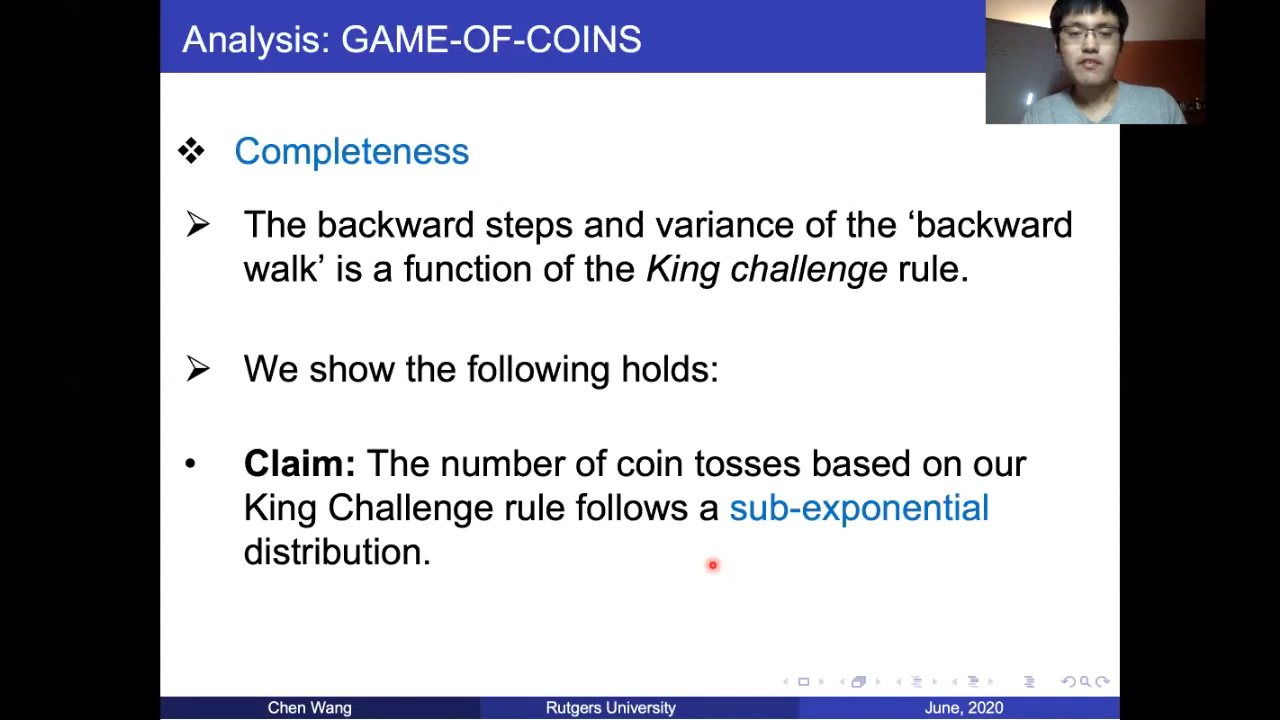 Analysis: GAME-OF-COINS
Completeness
The backward steps and variance of the ‘backward
walk’ is a function of the King challenge rule.
We show the following holds:
Claim: The number of coin tosses based on our
King Challenge rule follows a sub-exponential
distribution.
Chen Wang Rutgers University June, 2020